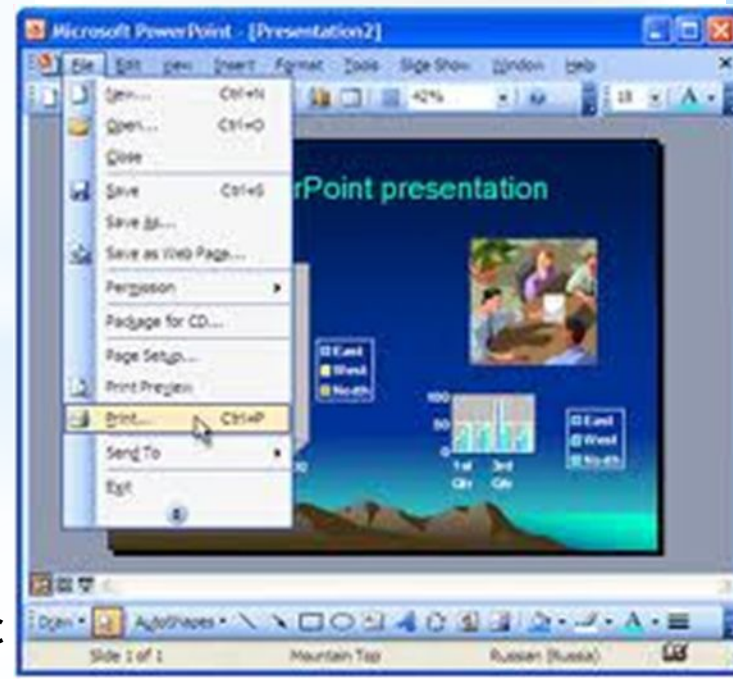 Microsoft PowerPoint - [Presentation2]
File Edit View Insert Format Tools Slide Show Window Help
42% 18 A
New... Ctrl+N
Open... Ctrl+O
Close
Save Ctrl+S
Save As...
Save as Web Page...
Permission
Package for CD...
Page Setup...
Print Preview
Print... Ctrl+P
Send To
Exit
rPoint presentation
East
West
North
100
50
0
1st Qtr
3rd Qtr
East
West
North
Draw AutoShapes A
Slide 1 of 1 Mountain Top Russian (Russia)